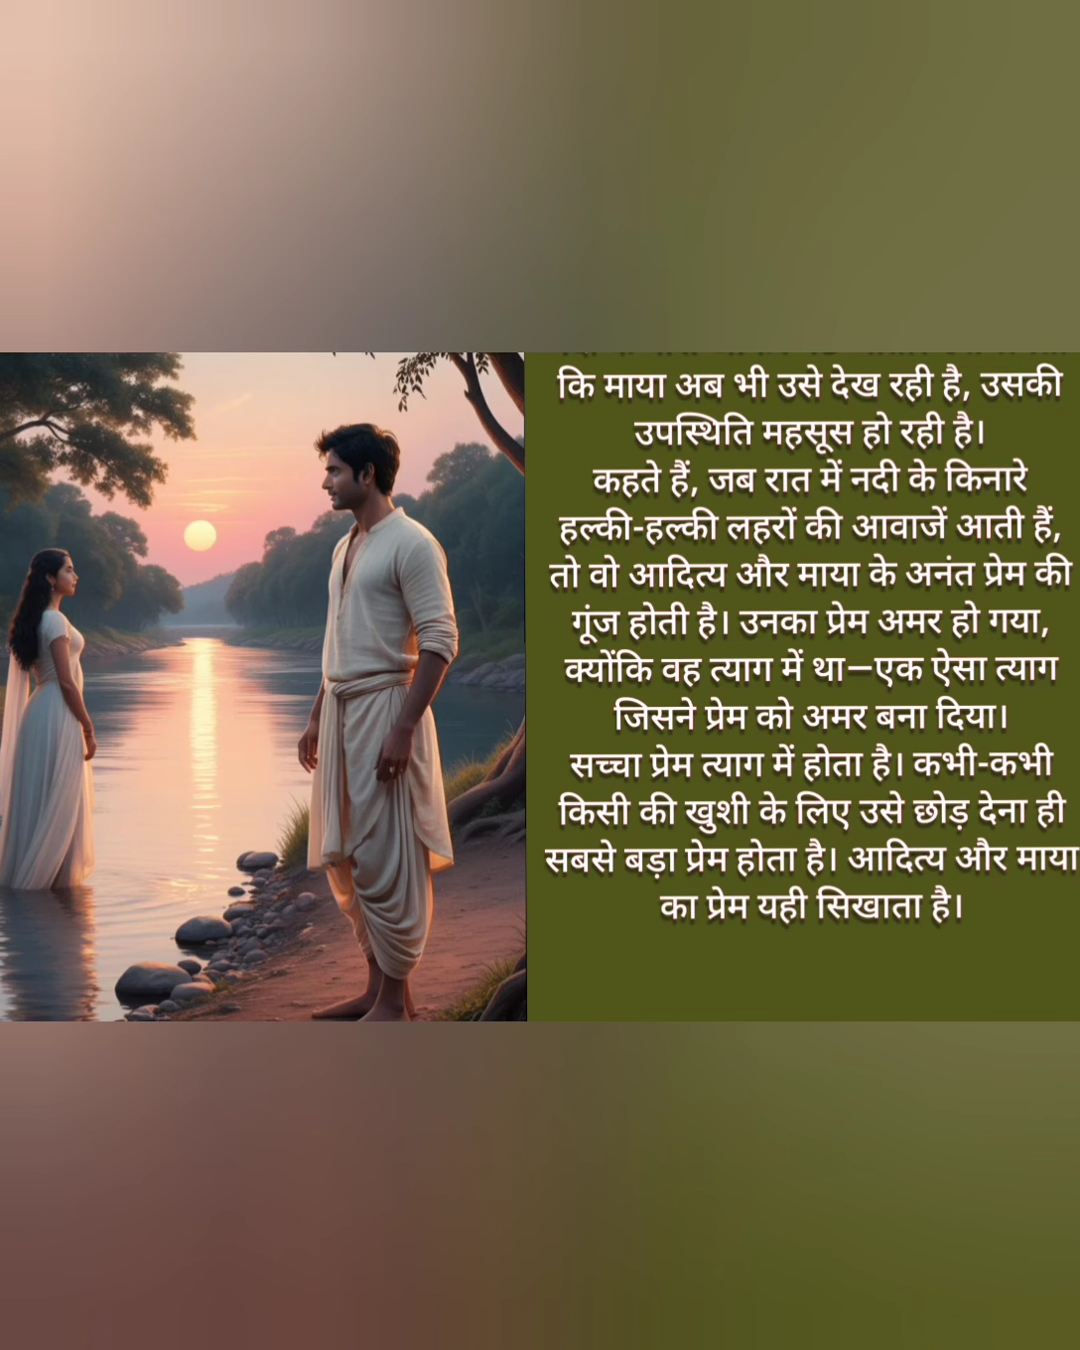 कि माया अब भी उसे देख रही है, उसकी
उपस्थिति महसूस हो रही है।
कहते हैं, जब रात में नदी के किनारे
हल्की-हल्की लहरों की आवाजें आती हैं,
तो वो आदित्य और माया के अनंत प्रेम की
गूंज होती है। उनका प्रेम अमर हो गया,
क्योंकि वह त्याग में था—एक ऐसा त्याग
जिसने प्रेम को अमर बना दिया।
सच्चा प्रेम त्याग में होता है। कभी-कभी
किसी की खुशी के लिए उसे छोड़ देना ही
सबसे बड़ा प्रेम होता है। आदित्य और माया
का प्रेम यही सिखाता है।